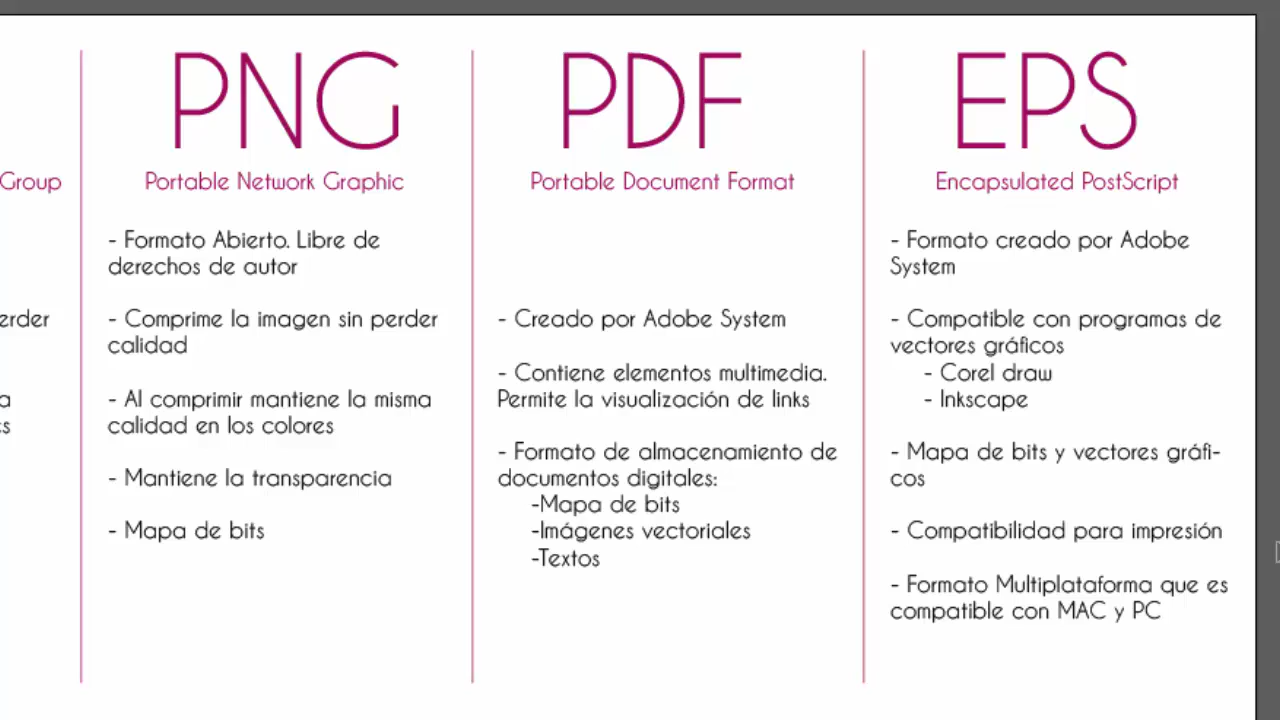 Group
erder
a
s
PNG
Portable Network Graphic
- Formato Abierto. Libre de
derechos de autor
- Comprime la imagen sin perder
calidad
- Al comprimir mantiene la misma
calidad en los colores
- Mantiene la transparencia
- Mapa de bits
PDF
Portable Document Format
- Creado por Adobe System
- Contiene elementos multimedia.
Permite la visualización de links
- Formato de almacenamiento de
documentos digitales:
-Mapa de bits
-Imágenes vectoriales
-Textos
EPS
Encapsulated PostScript
- Formato creado por Adobe
System
- Compatible con programas de
vectores gráficos
- Corel draw
- Inkscape
- Mapa de bits y vectores gráfi-
cos
- Compatibilidad para impresión
- Formato Multiplataforma que es
compatible con MAC y PC